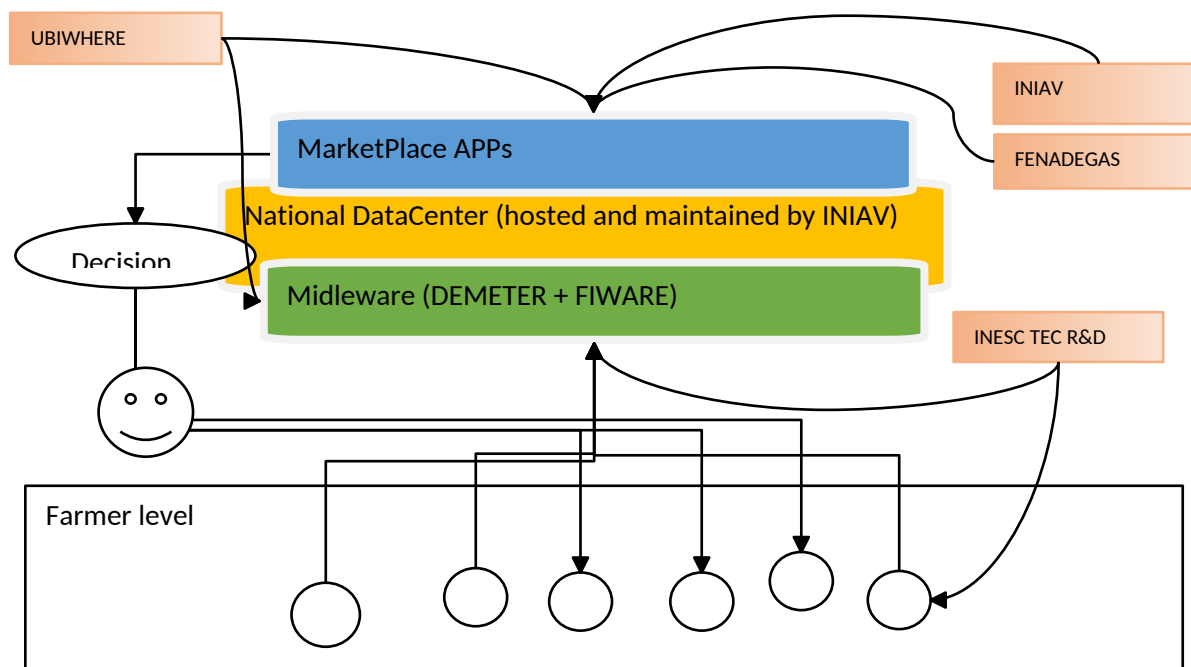 UBIWHERE
INIAV
MarketPlace APPs
FENADEGAS
National DataCenter (hosted and maintained by INIAV)
Decision
Midleware (DEMETER + FIWARE)
INESC TEC R&D
Farmer level